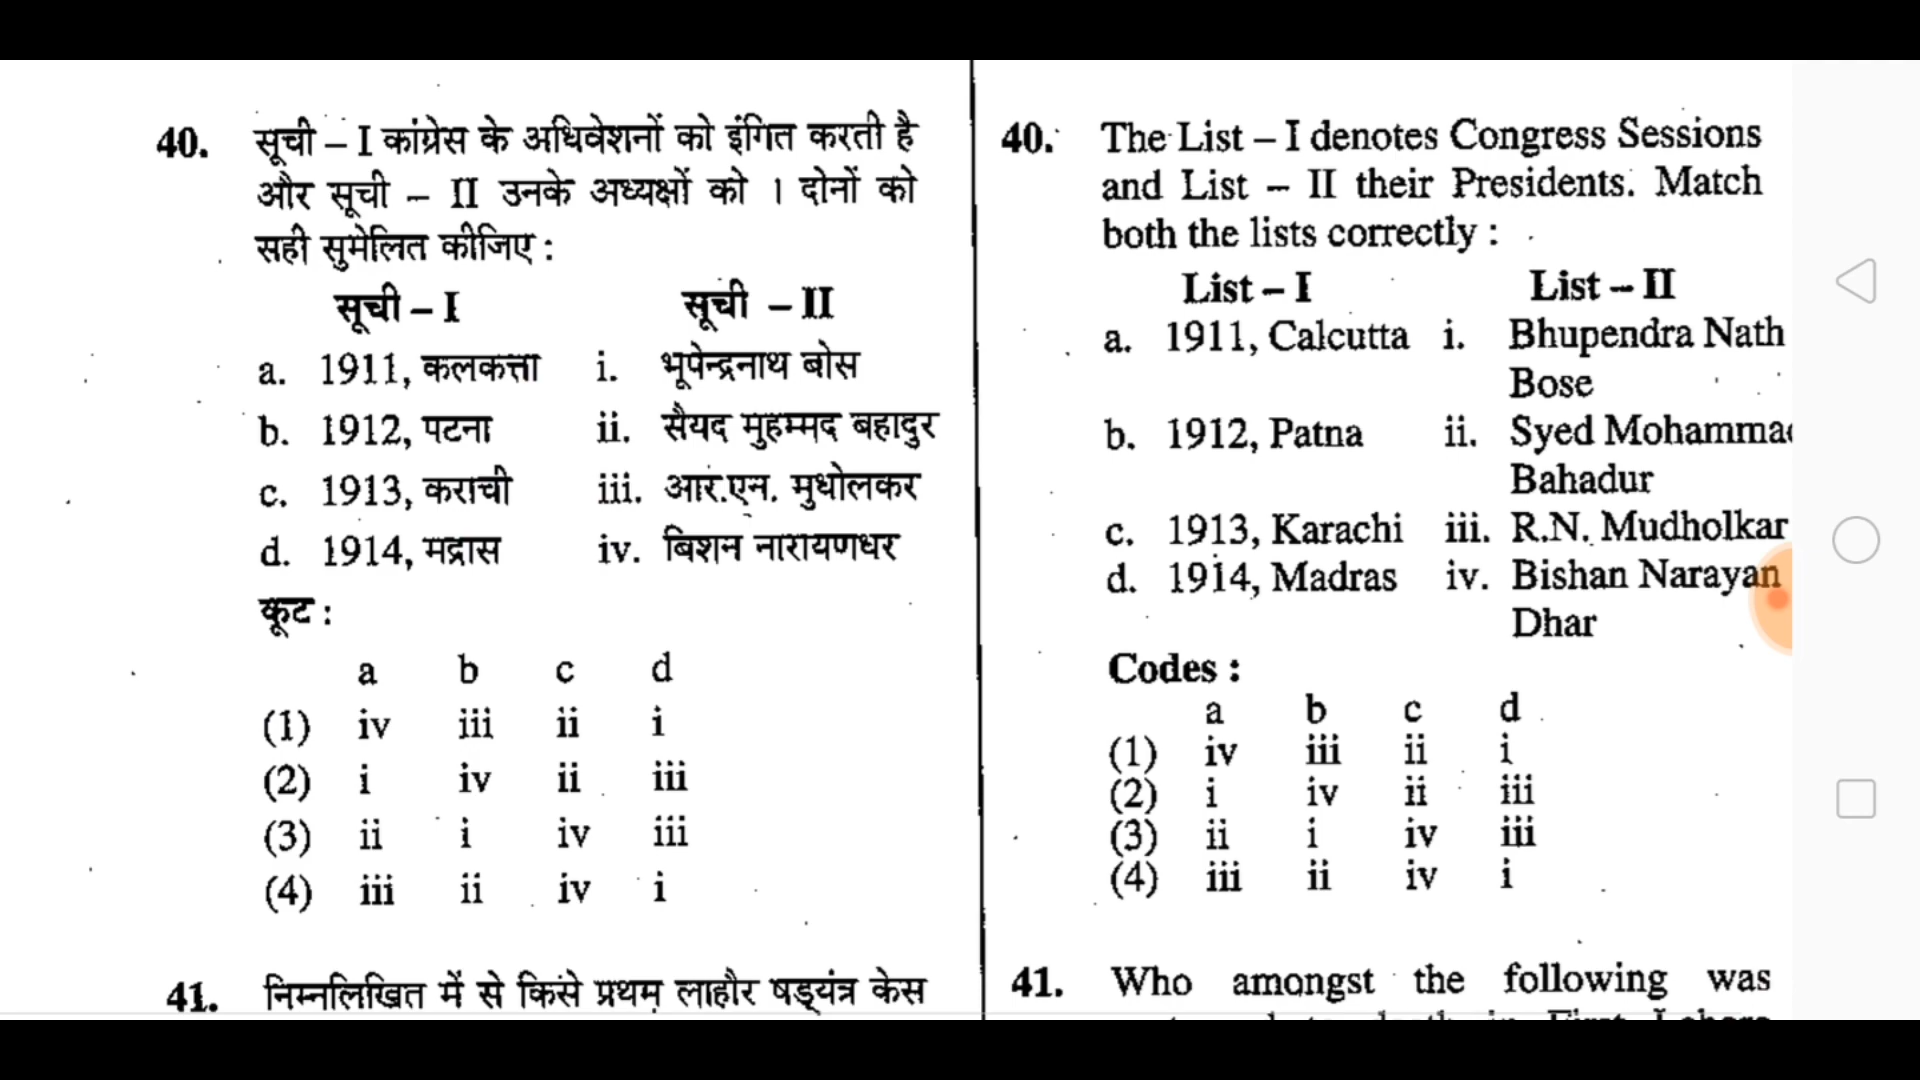 40. सूची – I कांग्रेस के अधिवेशनों को इंगित करती है
और सूची – II उनके अध्यक्षों को । दोनों को
सही सुमेलित कीजिए :
सूची – I सूची – II
a. 1911, कलकत्ता i. भूपेन्द्रनाथ बोस
b. 1912, पटना ii. सैयद मुहम्मद बहादुर
c. 1913, कराची iii. आर.एन. मुधोलकर
d. 1914, मद्रास iv. बिशन नारायणधर
कूट :
a b c d
(1) iv iii ii i
(2) i iv ii iii
(3) ii i iv iii
(4) iii ii iv i
41. निम्नलिखित में से किसे प्रथम लाहौर षड्यंत्र केस
40. The List – I denotes Congress Sessions
and List – II their Presidents. Match
both the lists correctly :
List – I List – II
a. 1911, Calcutta i. Bhupendra Nath
Bose
b. 1912, Patna ii. Syed Mohamma
Bahadur
c. 1913, Karachi iii. R.N. Mudholkar
d. 1914, Madras iv. Bishan Narayan
Dhar
Codes :
a b c d
(1) iv iii ii i
(2) i iv ii iii
(3) ii i iv iii
(4) iii ii iv i
41. Who amongst the following was